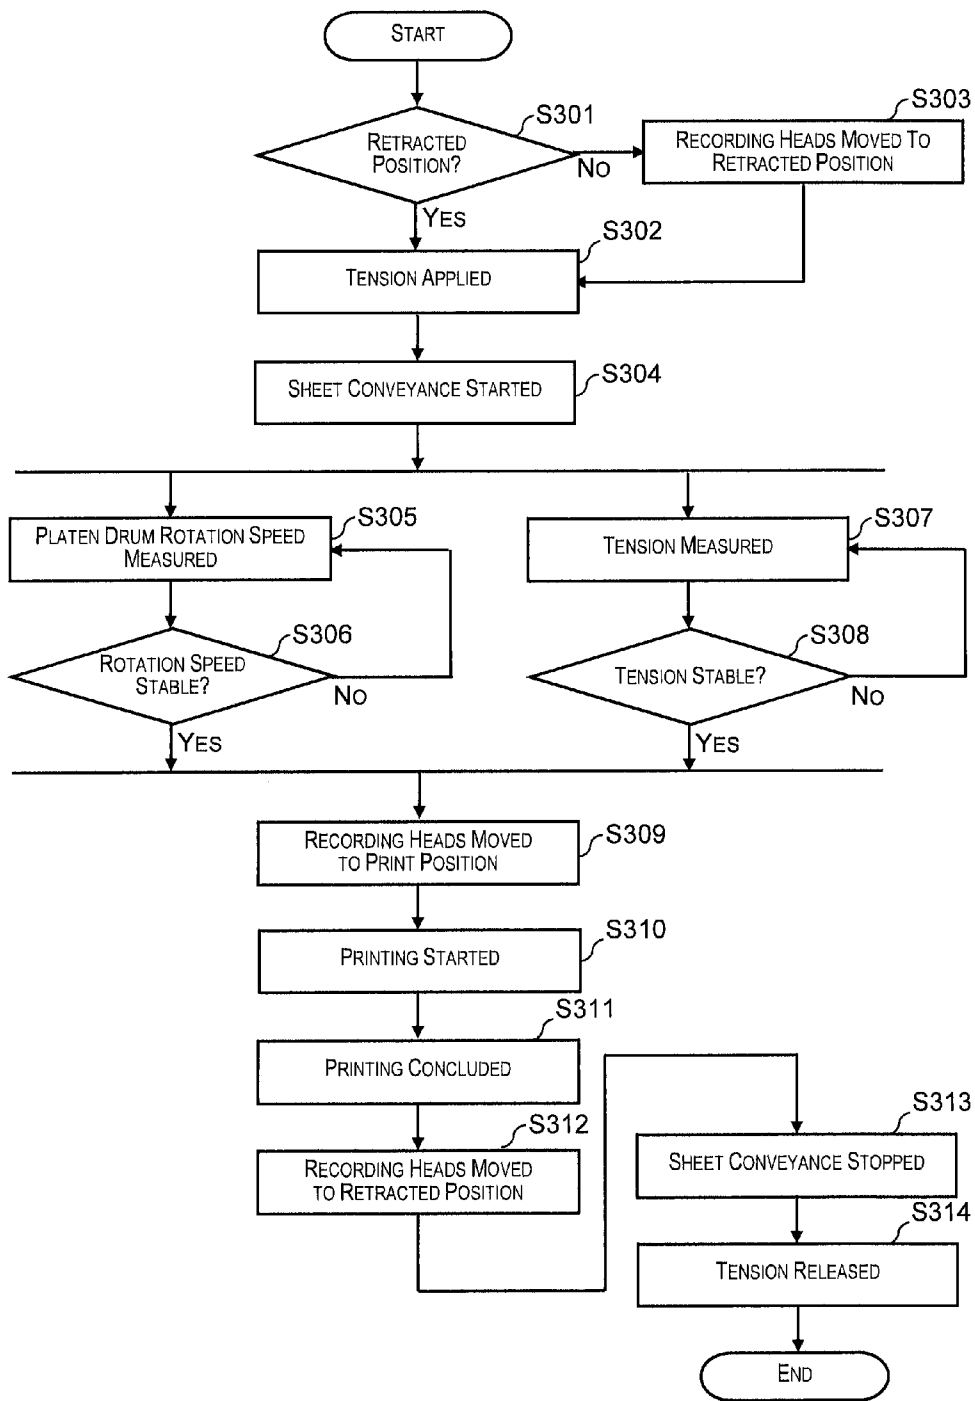 START
S301
S303
RETRACTED
POSITION?
NO
RECORDING HEADS MOVED TO
RETRACTED POSITION
YES
S302
TENSION APPLIED
S304
SHEET CONVEYANCE STARTED
S305
PLATEN DRUM ROTATION SPEED
MEASURED
S307
TENSION MEASURED
S306
ROTATION SPEED
STABLE?
NO
YES
S308
TENSION STABLE?
NO
YES
S309
RECORDING HEADS MOVED
TO PRINT POSITION
S310
PRINTING STARTED
S311
PRINTING CONCLUDED
S312
RECORDING HEADS MOVED
TO RETRACTED POSITION
S313
SHEET CONVEYANCE STOPPED
S314
TENSION RELEASED
END